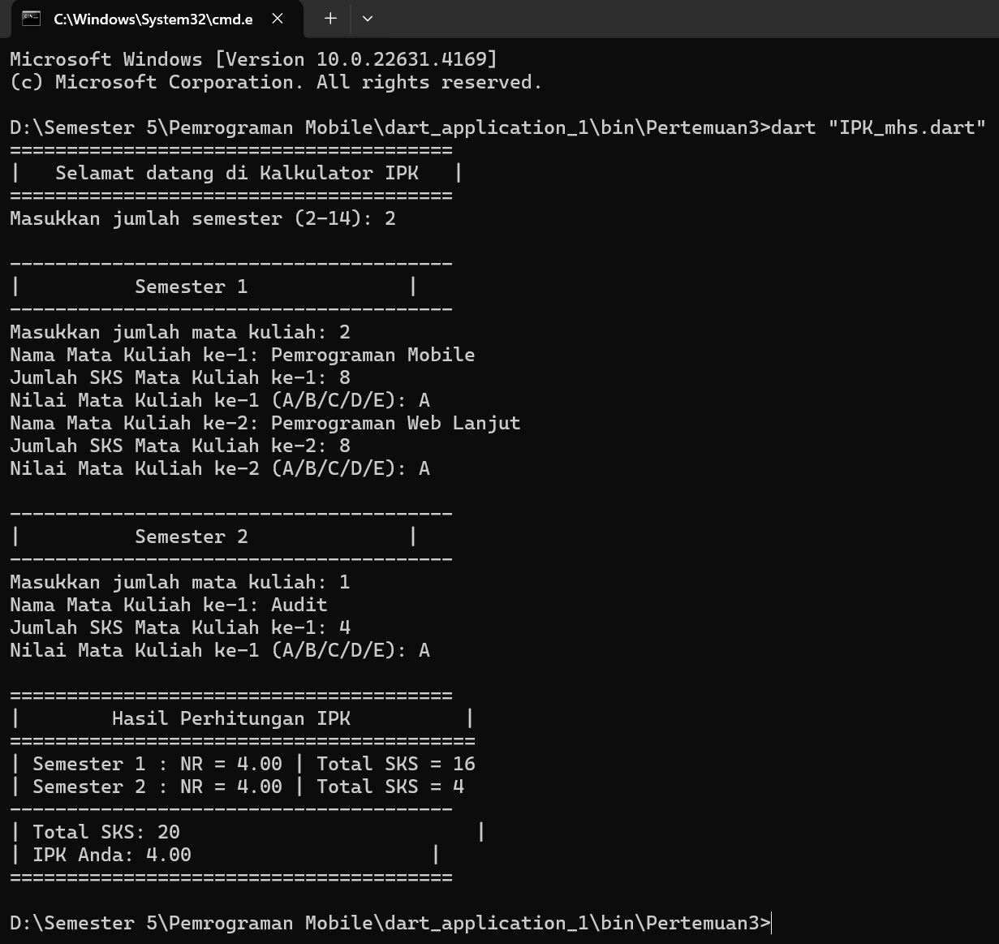 C:\Windows\System32\cmd.e
Microsoft Windows [Version 10.0.22631.4169]
(c) Microsoft Corporation. All rights reserved.
D:\Semester 5\Pemrograman Mobile\dart_application_1\bin\Pertemuan3>dart "IPK_mhs.dart"
=======================================
|   Selamat datang di Kalkulator IPK   |
=======================================
Masukkan jumlah semester (2-14): 2
---------------------------------------
|          Semester 1              |
---------------------------------------
Masukkan jumlah mata kuliah: 2
Nama Mata Kuliah ke-1: Pemrograman Mobile
Jumlah SKS Mata Kuliah ke-1: 8
Nilai Mata Kuliah ke-1 (A/B/C/D/E): A
Nama Mata Kuliah ke-2: Pemrograman Web Lanjut
Jumlah SKS Mata Kuliah ke-2: 8
Nilai Mata Kuliah ke-2 (A/B/C/D/E): A
---------------------------------------
|          Semester 2              |
---------------------------------------
Masukkan jumlah mata kuliah: 1
Nama Mata Kuliah ke-1: Audit
Jumlah SKS Mata Kuliah ke-1: 4
Nilai Mata Kuliah ke-1 (A/B/C/D/E): A
=======================================
|        Hasil Perhitungan IPK          |
=========================================
| Semester 1 : NR = 4.00 | Total SKS = 16
| Semester 2 : NR = 4.00 | Total SKS = 4
---------------------------------------
| Total SKS: 20                          |
| IPK Anda: 4.00                     |
=======================================
D:\Semester 5\Pemrograman Mobile\dart_application_1\bin\Pertemuan3>